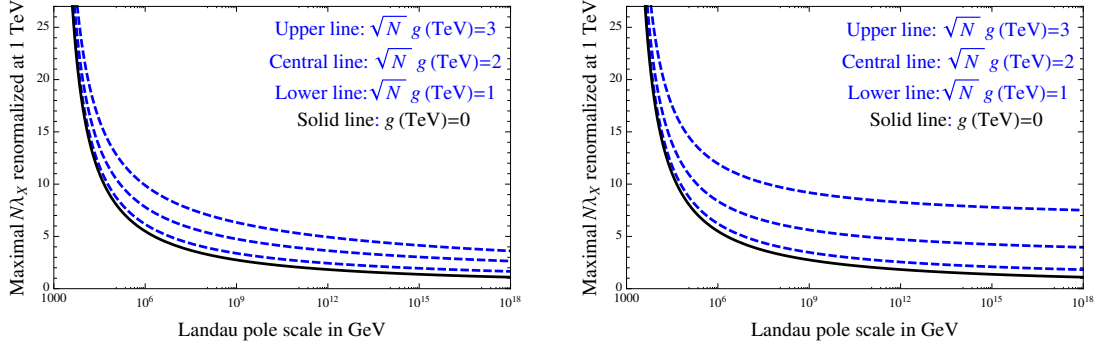 Maximal Nλ_X renormalized at 1 TeV
25
20
15
10
5
0
Upper line: √N g (TeV)=3
Central line: √N g (TeV)=2
Lower line:√N g (TeV)=1
Solid line: g (TeV)=0
1000 10^6 10^9 10^12 10^15 10^18
Landau pole scale in GeV
Maximal Nλ_X renormalized at 1 TeV
25
20
15
10
5
0
Upper line: √N g (TeV)=3
Central line: √N g (TeV)=2
Lower line:√N g (TeV)=1
Solid line: g (TeV)=0
1000 10^6 10^9 10^12 10^15 10^18
Landau pole scale in GeV